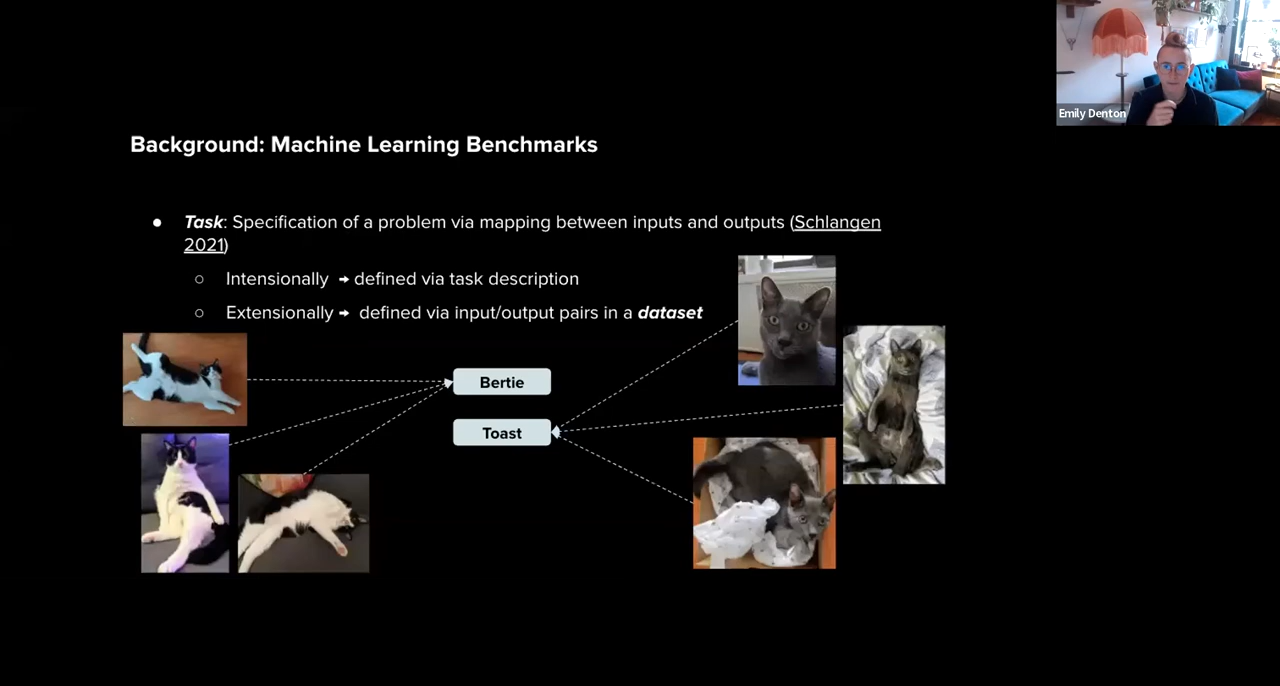 Emily Denton
Background: Machine Learning Benchmarks
● Task: Specification of a problem via mapping between inputs and outputs (Schlangen
2021)
○ Intensionally → defined via task description
○ Extensionally → defined via input/output pairs in a dataset
Bertie
Toast